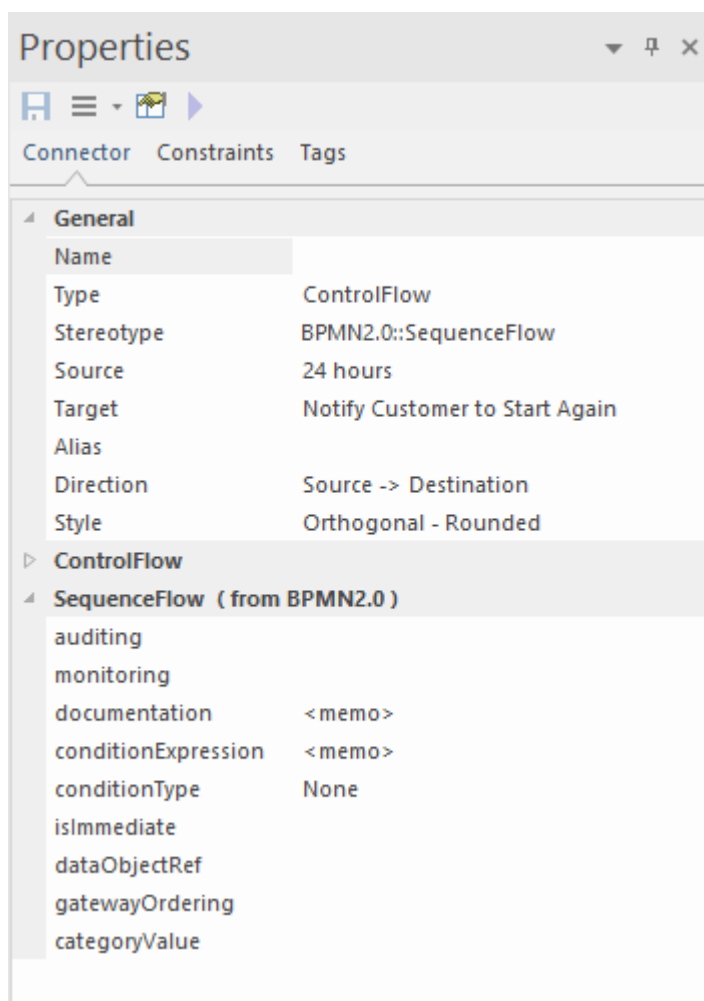 Properties
Connector Constraints Tags
General
Name
Type ControlFlow
Stereotype BPMN2.0::SequenceFlow
Source 24 hours
Target Notify Customer to Start Again
Alias
Direction Source -> Destination
Style Orthogonal - Rounded
ControlFlow
SequenceFlow ( from BPMN2.0 )
auditing
monitoring
documentation <memo>
conditionExpression <memo>
conditionType None
isImmediate
dataObjectRef
gatewayOrdering
categoryValue